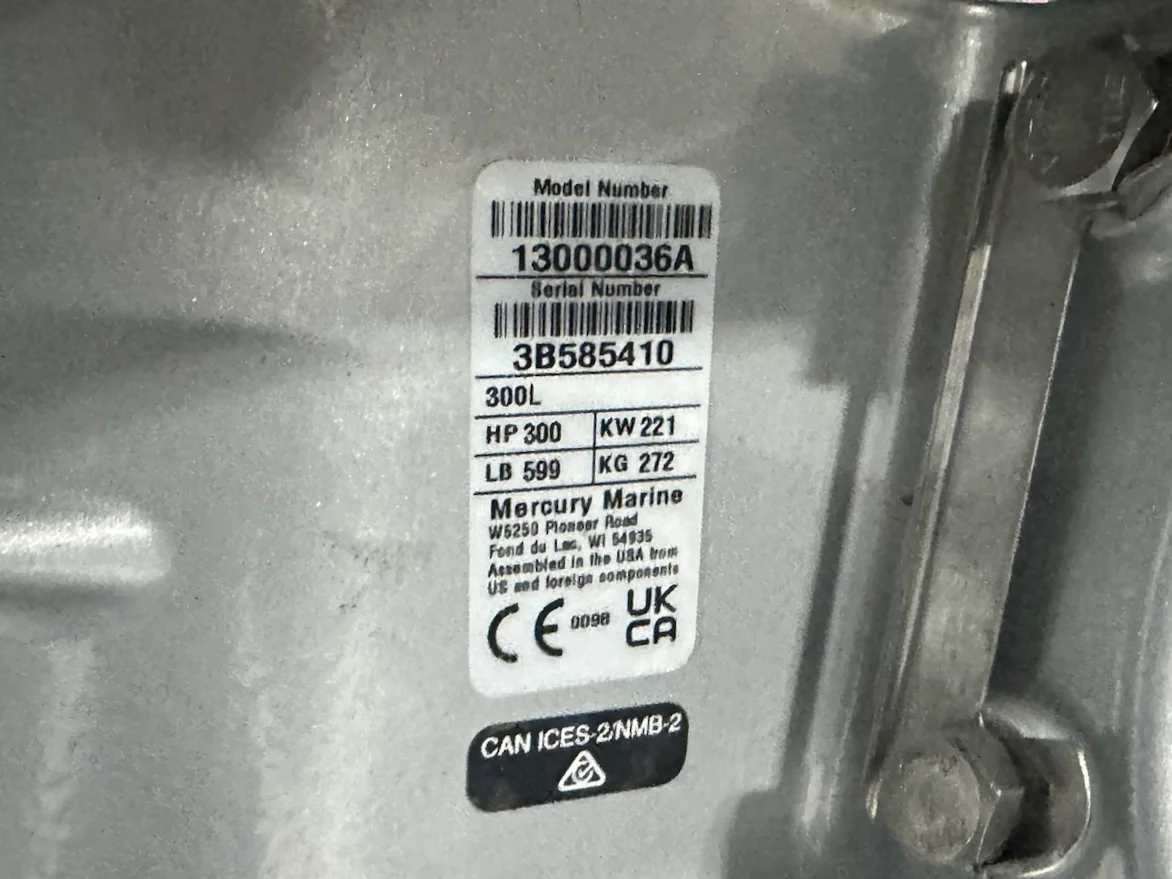 Model Number
13000036A
Serial Number
3B585410
300L
HP 300 KW 221
LB 599 KG 272
Mercury Marine
W6250 Pioneer Road
Fond du Lac, WI 54935
Assembled in the USA from
US and foreign components
CE 0098 UK
CA
CAN ICES-2/NMB-2